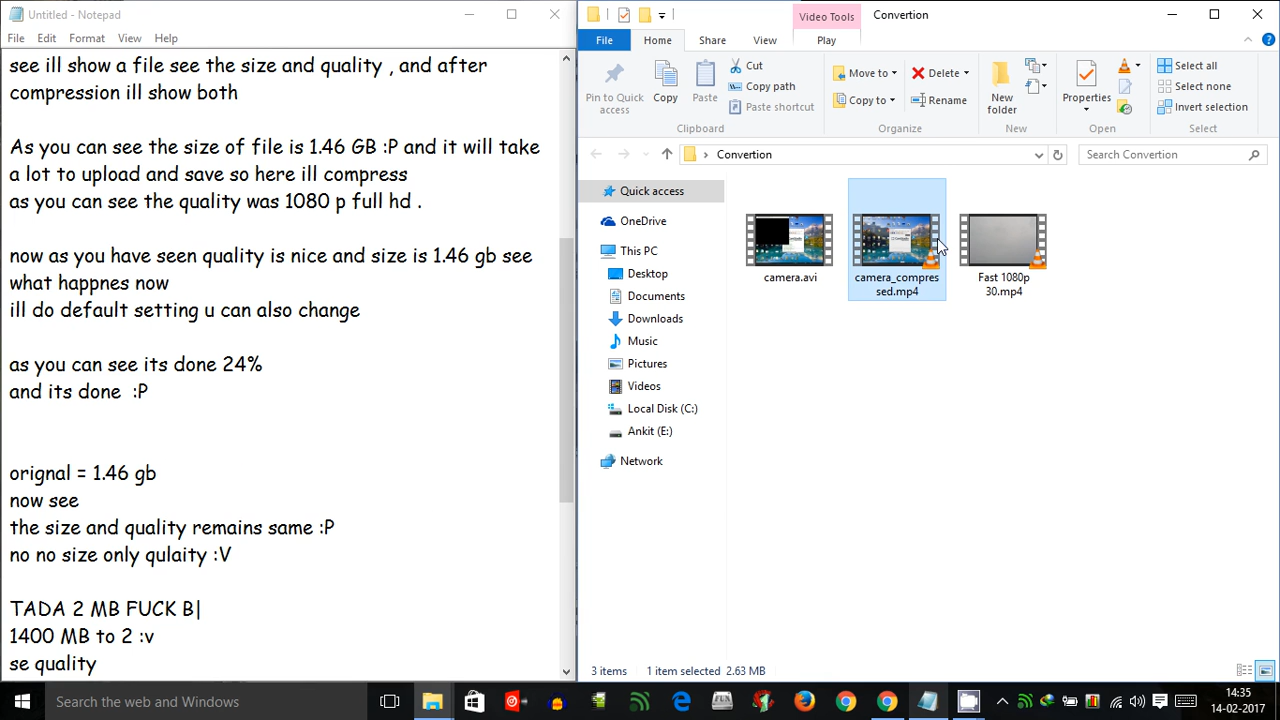 Untitled - Notepad
File Edit Format View Help
see ill show a file see the size and quality , and after
compression ill show both
As you can see the size of file is 1.46 GB :P and it will take
a lot to upload and save so here ill compress
as you can see the quality was 1080 p full hd .
now as you have seen quality is nice and size is 1.46 gb see
what happnes now
ill do default setting u can also change
as you can see its done 24%
and its done :P
orignal = 1.46 gb
now see
the size and quality remains same :P
no no size only qulaity :V
TADA 2 MB FUCK B|
1400 MB to 2 :v
se quality
Video Tools
Convertion
File Home Share View Play
Pin to Quick
access
Copy
Paste
Cut
Copy path
Paste shortcut
Clipboard
Move to
Copy to
Delete
Rename
Organize
New
folder
New
Properties
Open
Select all
Select none
Invert selection
Select
Convertion
Search Convertion
Quick access
OneDrive
This PC
Desktop
Documents
Downloads
Music
Pictures
Videos
Local Disk (C:)
Ankit (E:)
Network
camera.avi
camera_compres
sed.mp4
Fast 1080p
30.mp4
3 items 1 item selected 2.63 MB
Search the web and Windows
14:35
14-02-2017